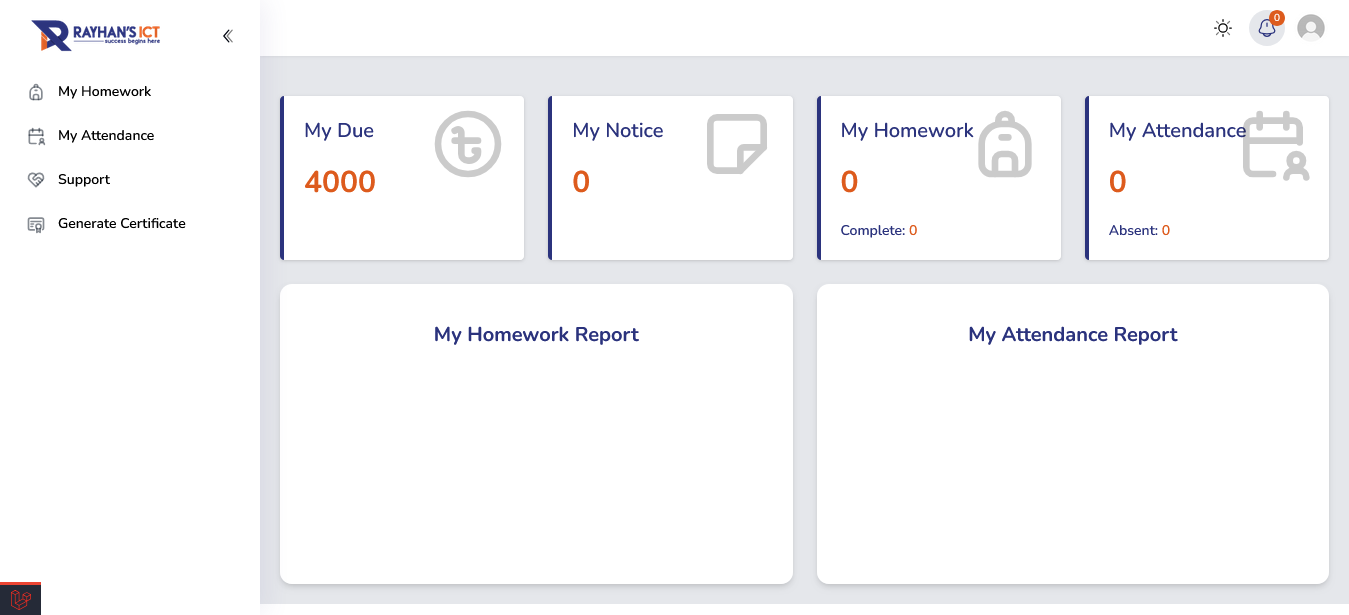 RAYHAN'S ICT
success begins here
0
My Homework
My Attendance
Support
Generate Certificate
My Due
4000
My Notice
0
My Homework
0
Complete: 0
My Attendance
0
Absent: 0
My Homework Report
My Attendance Report